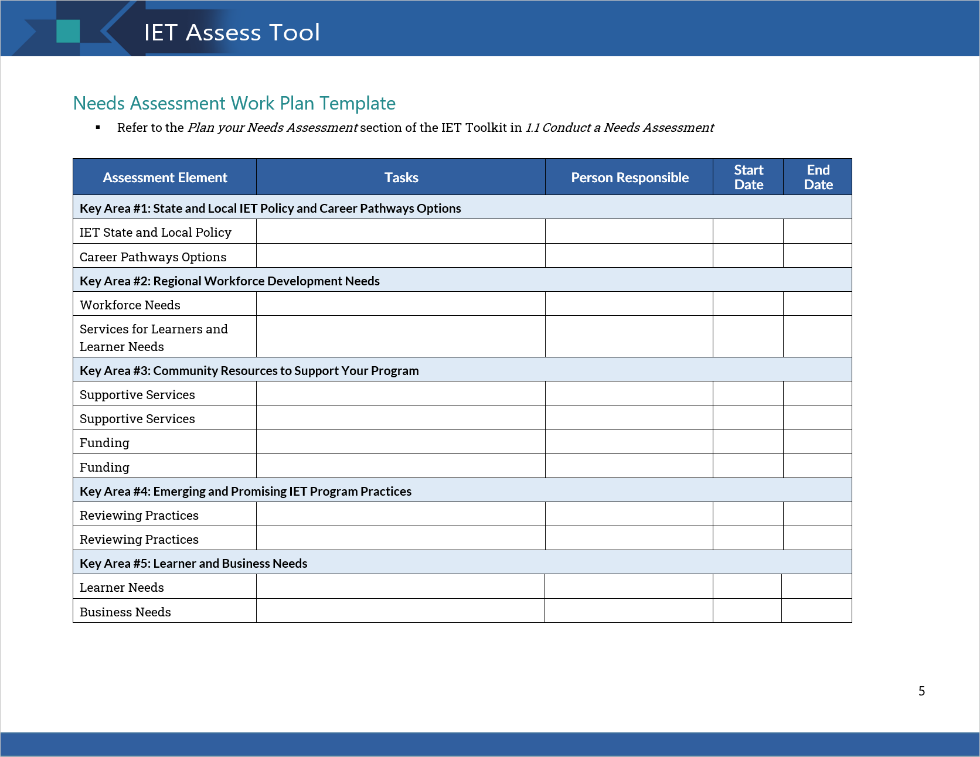 IET Assess Tool
Needs Assessment Work Plan Template
▪ Refer to the Plan your Needs Assessment section of the IET Toolkit in 1.1 Conduct a Needs Assessment
Assessment Element Tasks Person Responsible Start Date End Date
Key Area #1: State and Local IET Policy and Career Pathways Options
IET State and Local Policy
Career Pathways Options
Key Area #2: Regional Workforce Development Needs
Workforce Needs
Services for Learners and
Learner Needs
Key Area #3: Community Resources to Support Your Program
Supportive Services
Supportive Services
Funding
Funding
Key Area #4: Emerging and Promising IET Program Practices
Reviewing Practices
Reviewing Practices
Key Area #5: Learner and Business Needs
Learner Needs
Business Needs
5